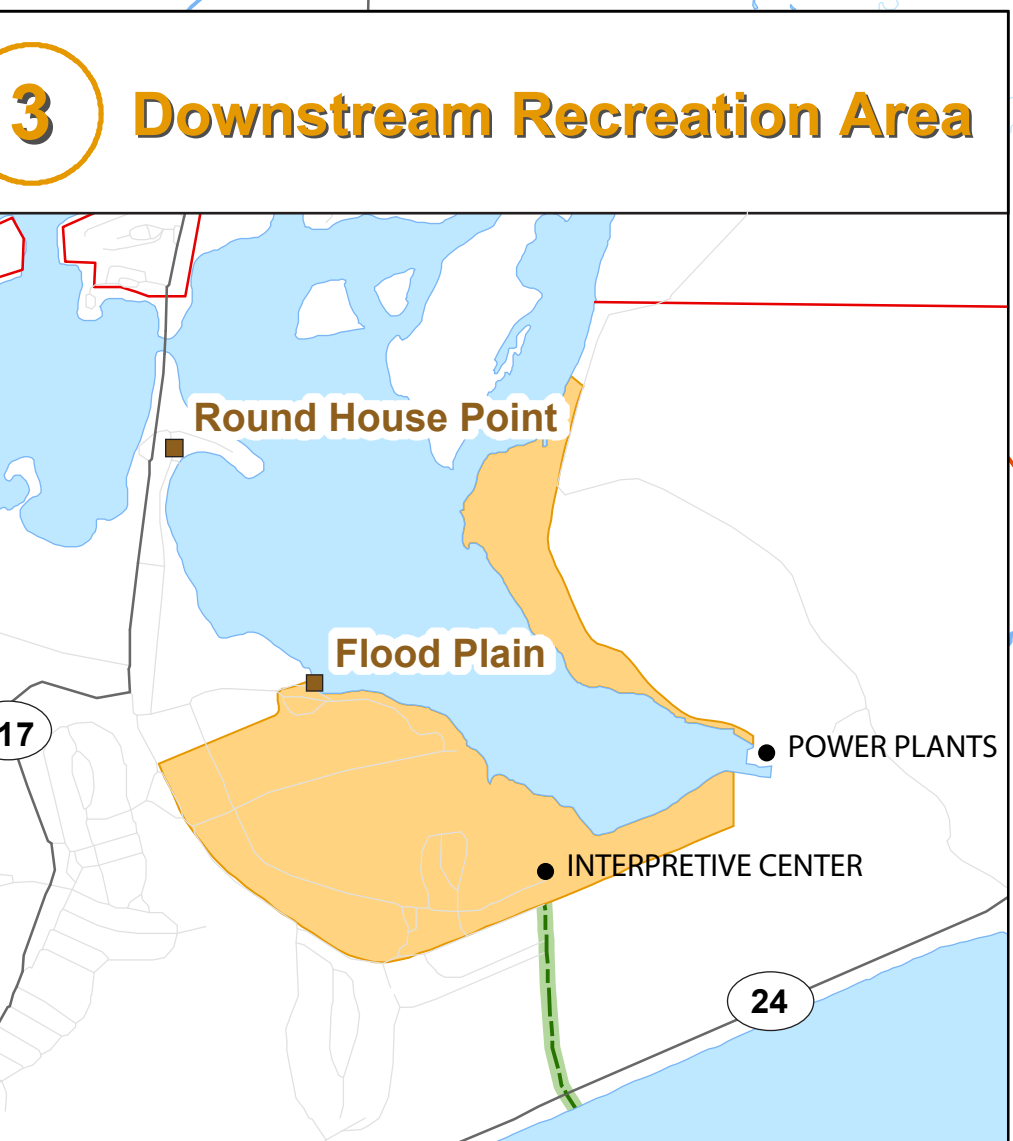 3 Downstream Recreation Area
Round House Point
Flood Plain
17
POWER PLANTS
INTERPRETIVE CENTER
24